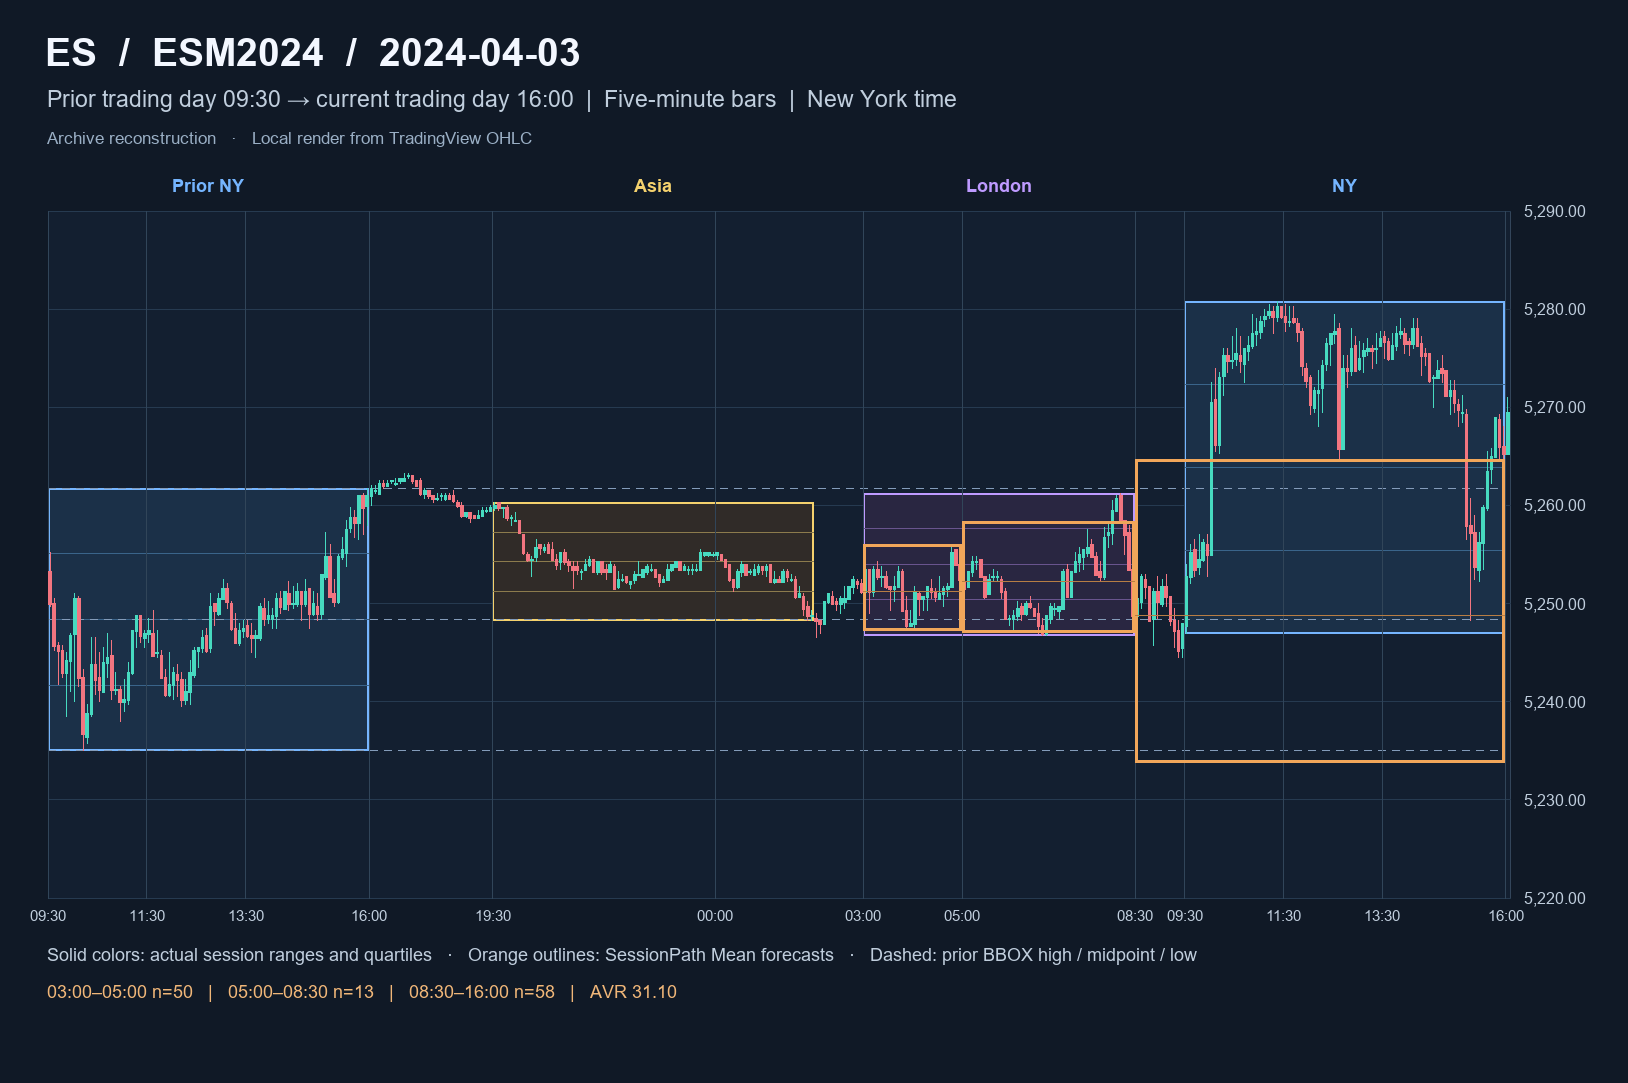 ES / ESM2024 / 2024-04-03
Prior trading day 09:30 → current trading day 16:00 | Five-minute bars | New York time
Archive reconstruction · Local render from TradingView OHLC
Prior NY Asia London NY
5,290.00
5,280.00
5,270.00
5,260.00
5,250.00
5,240.00
5,230.00
5,220.00
09:30 11:30 13:30 16:00 19:30 00:00 03:00 05:00 08:30 09:30 11:30 13:30 16:00
Solid colors: actual session ranges and quartiles · Orange outlines: SessionPath Mean forecasts · Dashed: prior BBOX high / midpoint / low
03:00–05:00 n=50 | 05:00–08:30 n=13 | 08:30–16:00 n=58 | AVR 31.10